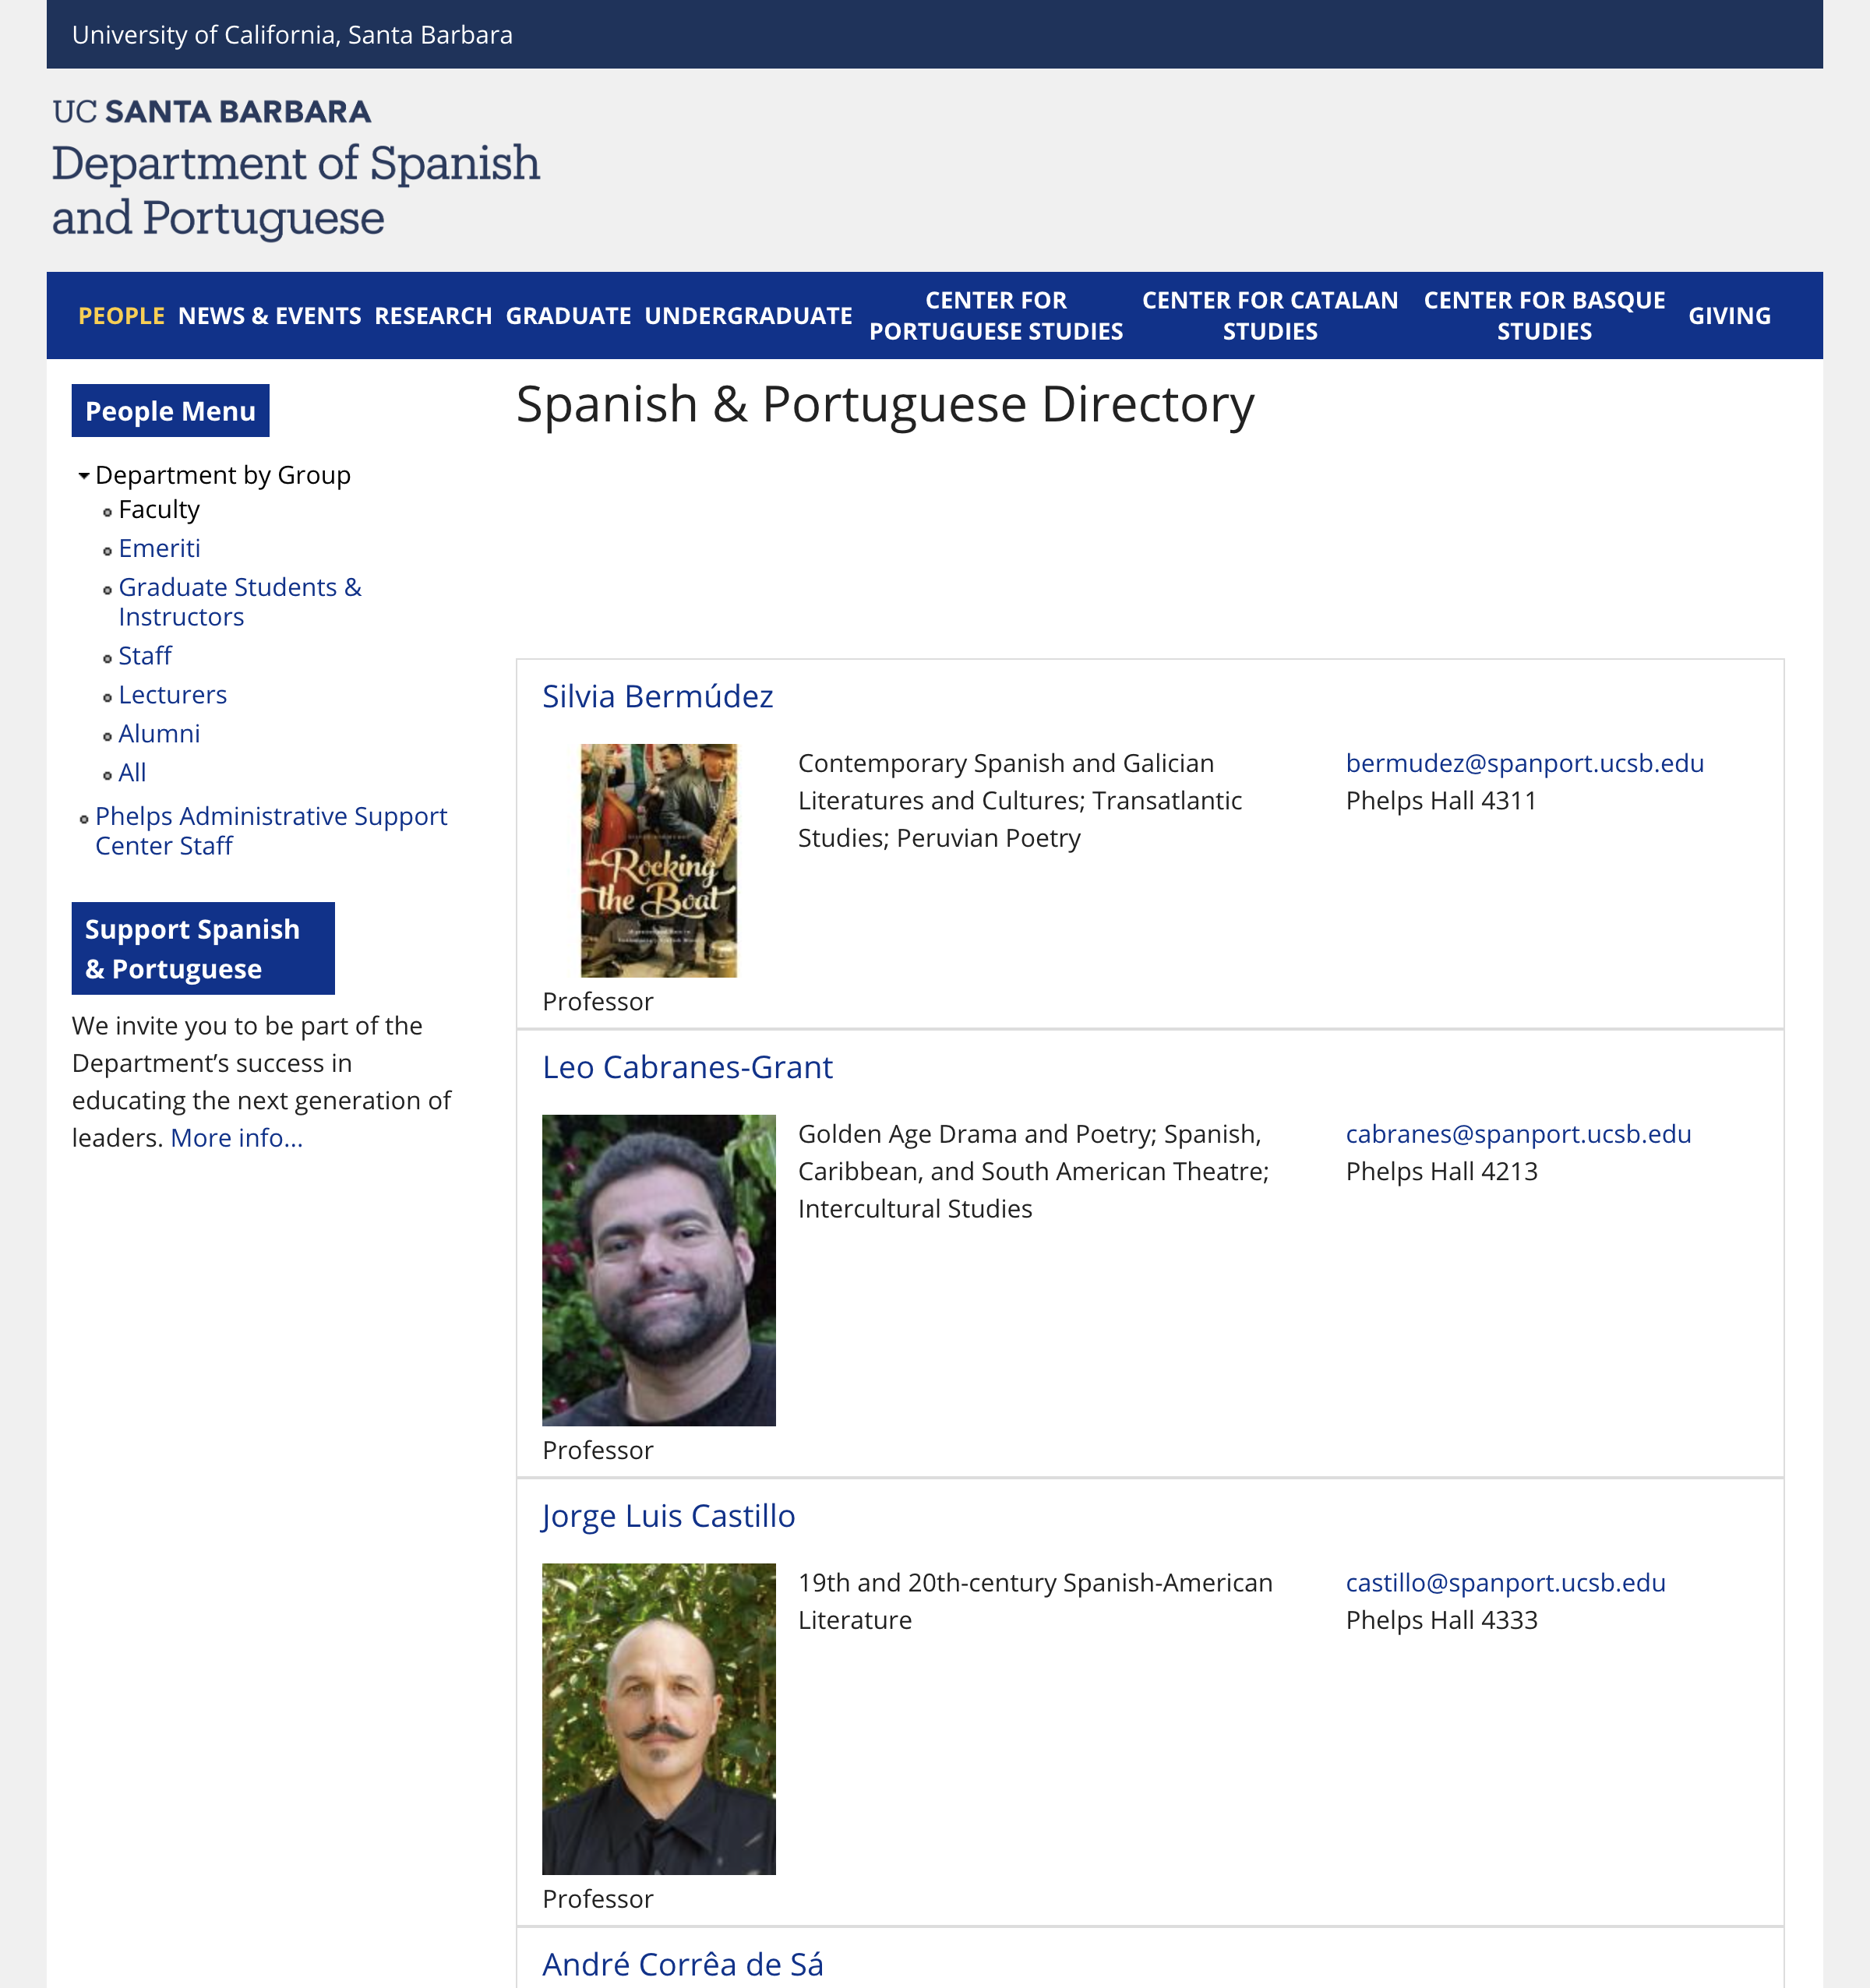 University of California, Santa Barbara
UC SANTA BARBARA
Department of Spanish
and Portuguese
PEOPLE NEWS & EVENTS RESEARCH GRADUATE UNDERGRADUATE CENTER FOR PORTUGUESE STUDIES CENTER FOR CATALAN STUDIES CENTER FOR BASQUE STUDIES GIVING
People Menu
Department by Group
Faculty
Emeriti
Graduate Students &
Instructors
Staff
Lecturers
Alumni
All
Phelps Administrative Support
Center Staff
Support Spanish
& Portuguese
We invite you to be part of the
Department’s success in
educating the next generation of
leaders. More info...
Spanish & Portuguese Directory
Silvia Bermúdez
Rocking
the Boat
Professor
Contemporary Spanish and Galician
Literatures and Cultures; Transatlantic
Studies; Peruvian Poetry
bermudez@spanport.ucsb.edu
Phelps Hall 4311
Leo Cabranes-Grant
Professor
Golden Age Drama and Poetry; Spanish,
Caribbean, and South American Theatre;
Intercultural Studies
cabranes@spanport.ucsb.edu
Phelps Hall 4213
Jorge Luis Castillo
Professor
19th and 20th-century Spanish-American
Literature
castillo@spanport.ucsb.edu
Phelps Hall 4333
André Corrêa de Sá